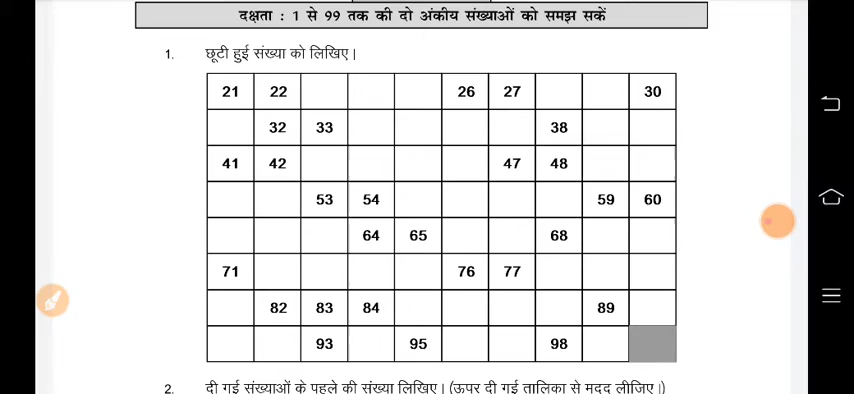 दक्षता : 1 से 99 तक की दो अंकीय संख्याओं को समझ सकें
1. छूटी हुई संख्या को लिखिए।
21 22 26 27 30
32 33 38
41 42 47 48
53 54 59 60
64 65 68
71 76 77
82 83 84 89
93 95 98
2. दी गई संख्याओं के पहले की संख्या लिखिए। (ऊपर दी गई तालिका से मदद लीजिए।)